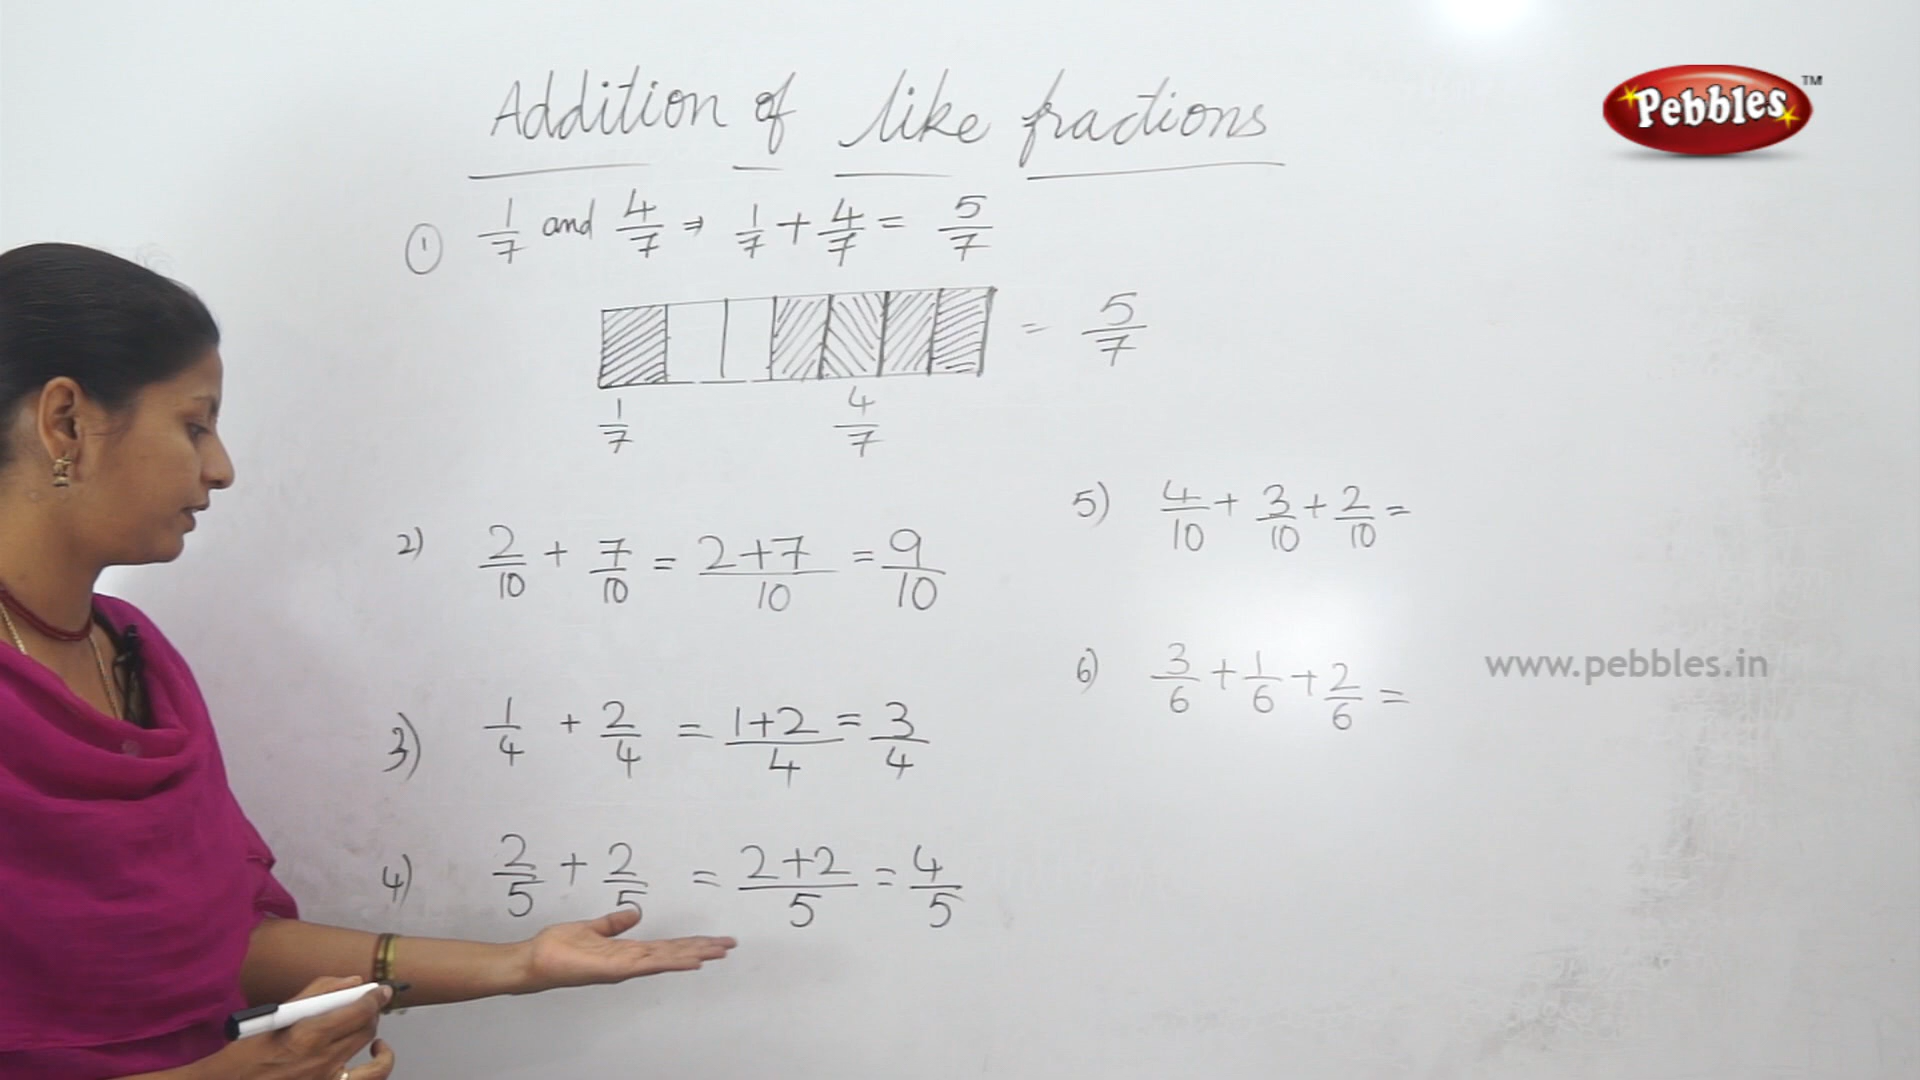 Pebbles™
Addition of like fractions
① 1/7 and 4/7 ⇒ 1/7 + 4/7 = 5/7
= 5/7
1/7 4/7
2) 2/10 + 7/10 = 2+7/10 = 9/10
3) 1/4 + 2/4 = 1+2/4 = 3/4
4) 2/5 + 2/5 = 2+2/5 = 4/5
5) 4/10 + 3/10 + 2/10 =
6) 3/6 + 1/6 + 2/6 =
www.pebbles.in